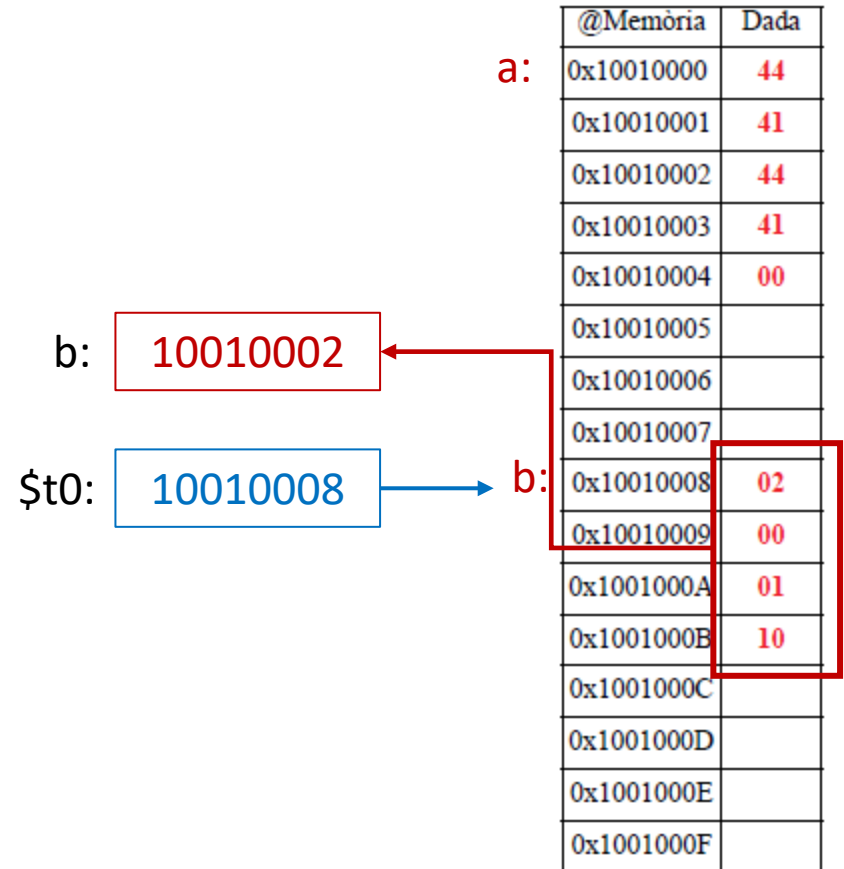 @Memòria Dada
a: 0x10010000 44
0x10010001 41
0x10010002 44
0x10010003 41
0x10010004 00
0x10010005
b: 10010002
0x10010006
0x10010007
$t0: 10010008 b: 0x10010008 02
0x10010009 00
0x1001000A 01
0x1001000B 10
0x1001000C
0x1001000D
0x1001000E
0x1001000F